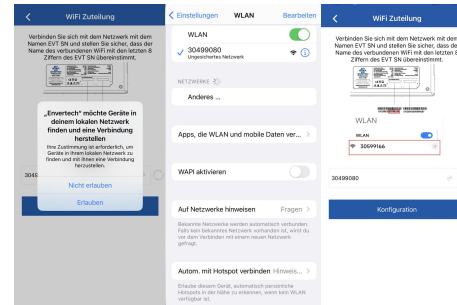 WiFi Zuteilung
Verbinden Sie sich mit dem Netzwerk mit dem
Namen EVT SN und stellen Sie sicher, dass der
Name des verbundenen WiFi mit den letzten 8
Ziffern des EVT SN übereinstimmt.
„Envertech" möchte Geräte in
deinem lokalen Netzwerk
finden und eine Verbindung
herstellen
Ihre Zustimmung ist erforderlich, um
Geräte in Ihrem lokalen Netzwerk zu
finden und mit ihnen eine Verbindung
herzustellen.
3049
Nicht erlauben
Erlauben
Einstellungen
WLAN
Bearbeiten
WLAN
30499080
Ungesichertes Netzwerk
NETZWERKE
Anderes ...
Apps, die WLAN und mobile Daten ver...
WAPI aktivieren
Auf Netzwerke hinweisen Fragen
Bekannte Netzwerke werden automatisch verbunden.
Falls kein bekanntes Netzwerk vorhanden ist, wirst du
vor dem Verbinden mit einem neuen Netzwerk
gefragt.
Autom. mit Hotspot verbinden Hinweis...
Erlaube diesem Gerät, automatisch persönliche
Hotspots in der Nähe zu erkennen, wenn kein WLAN
verfügbar ist.
WiFi Zuteilung
Verbinden Sie sich mit dem Netzwerk mit dem
Namen EVT SN und stellen Sie sicher, dass der
Name des verbundenen WiFi mit den letzten 8
Ziffern des EVT SN übereinstimmt.
WLAN
WLAN
30599166
30499080
Konfiguration